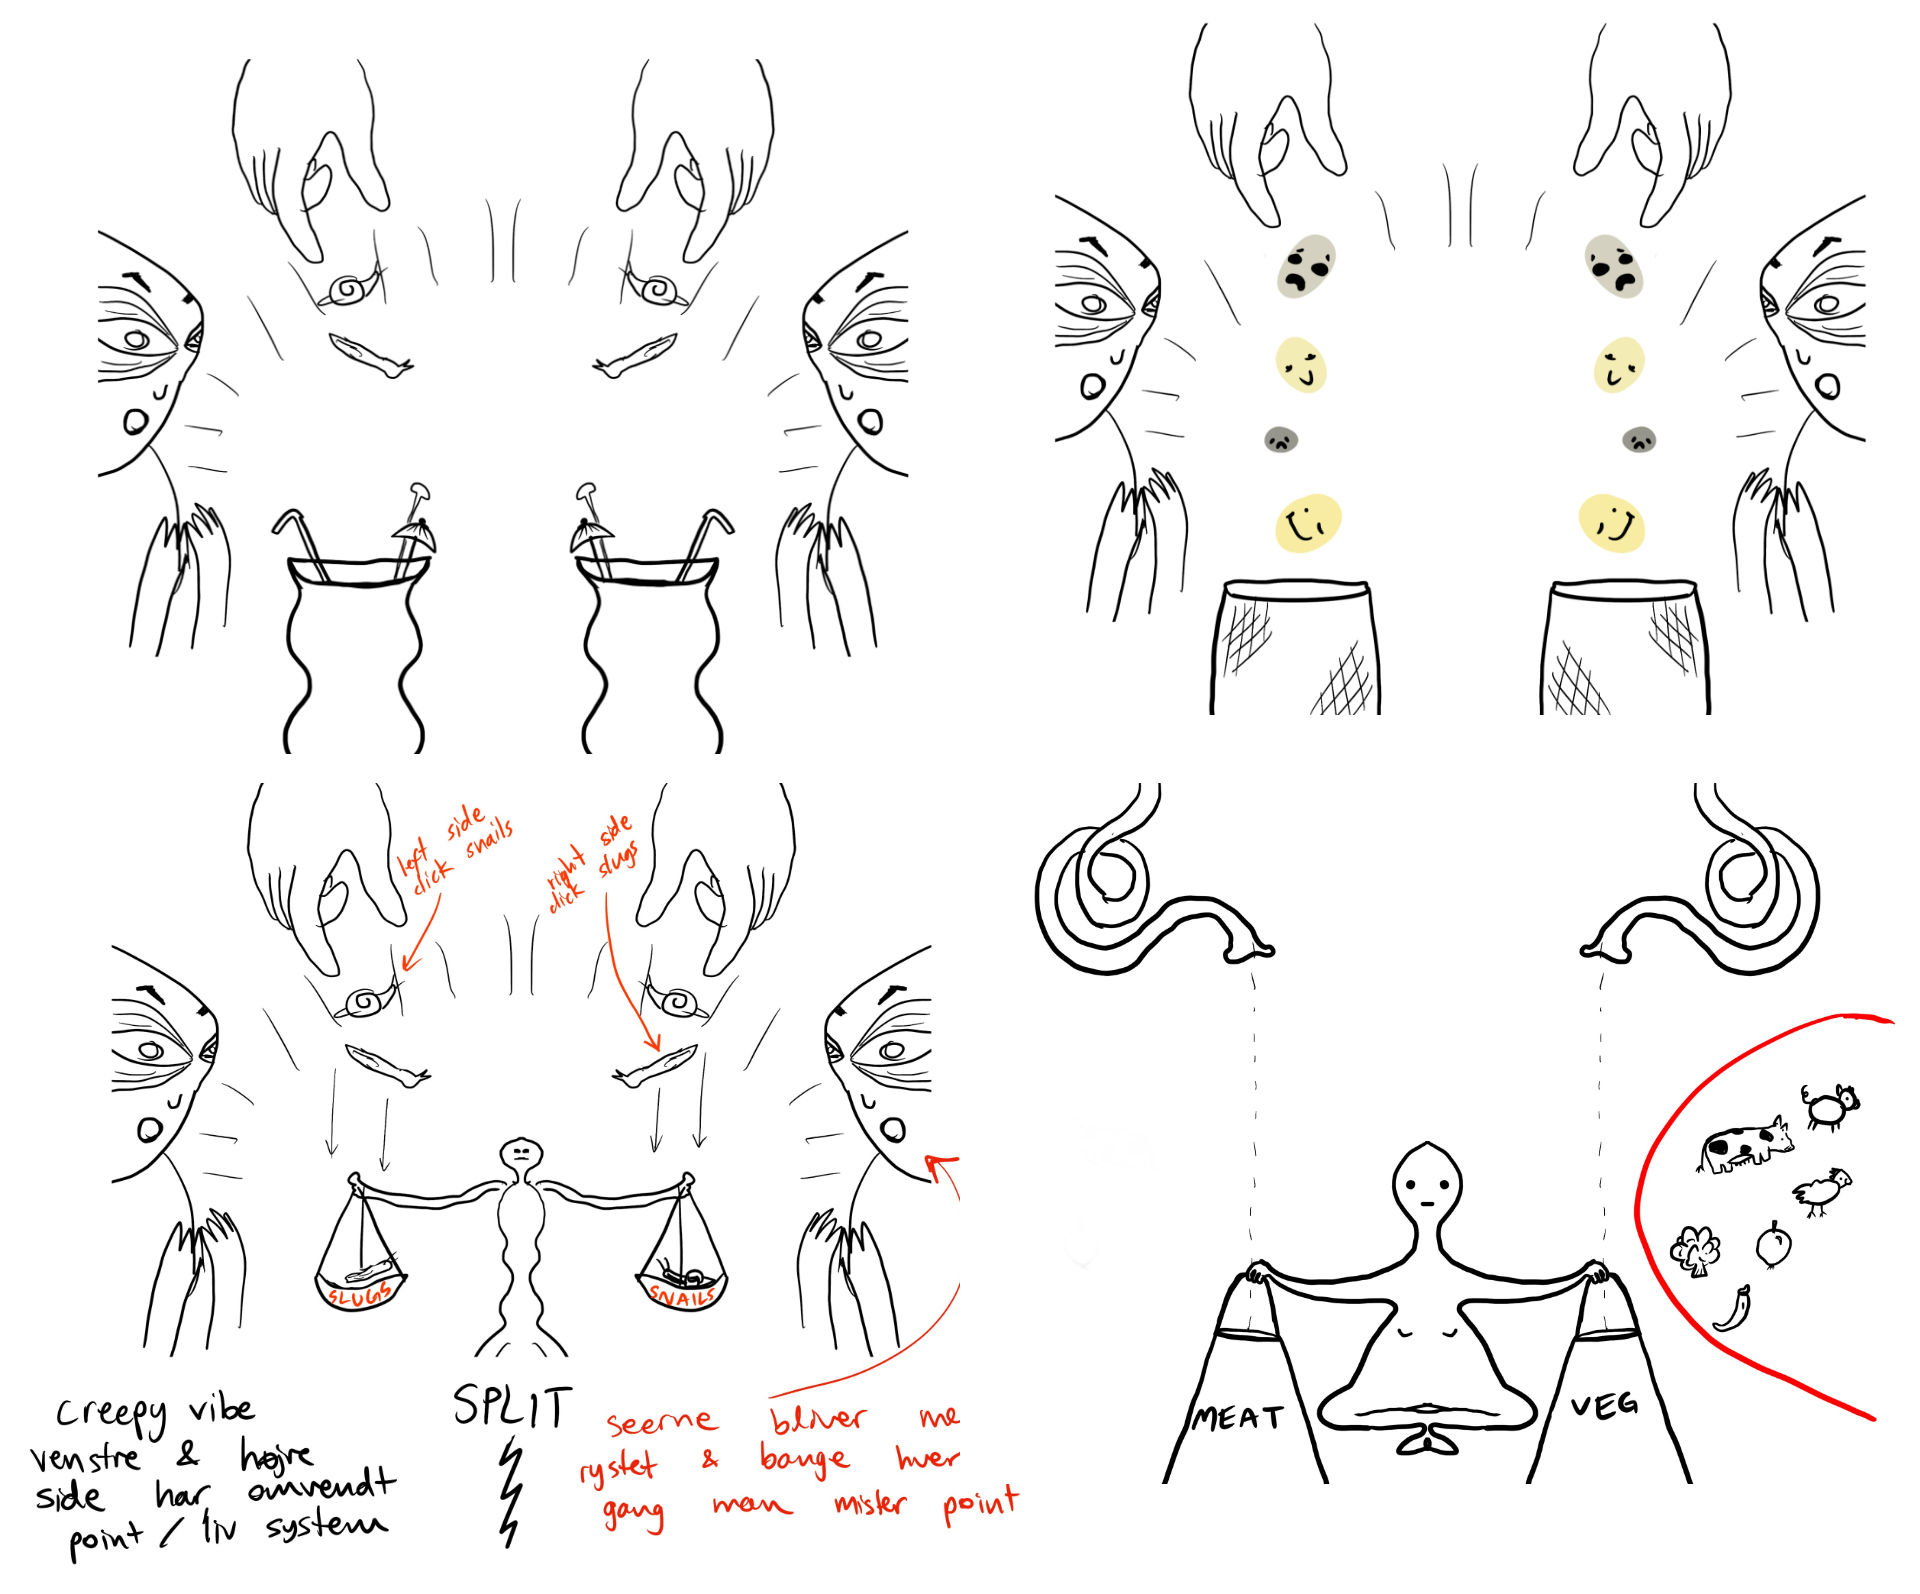 left side
click snails
right side
click slugs
SLUGS
SNAILS
MEAT
VEG
creepy vibe
venstre & højre
side har omvendt
point / liv system
SPLIT
seerne bliver me
rystet & bange hver
gang man mister point